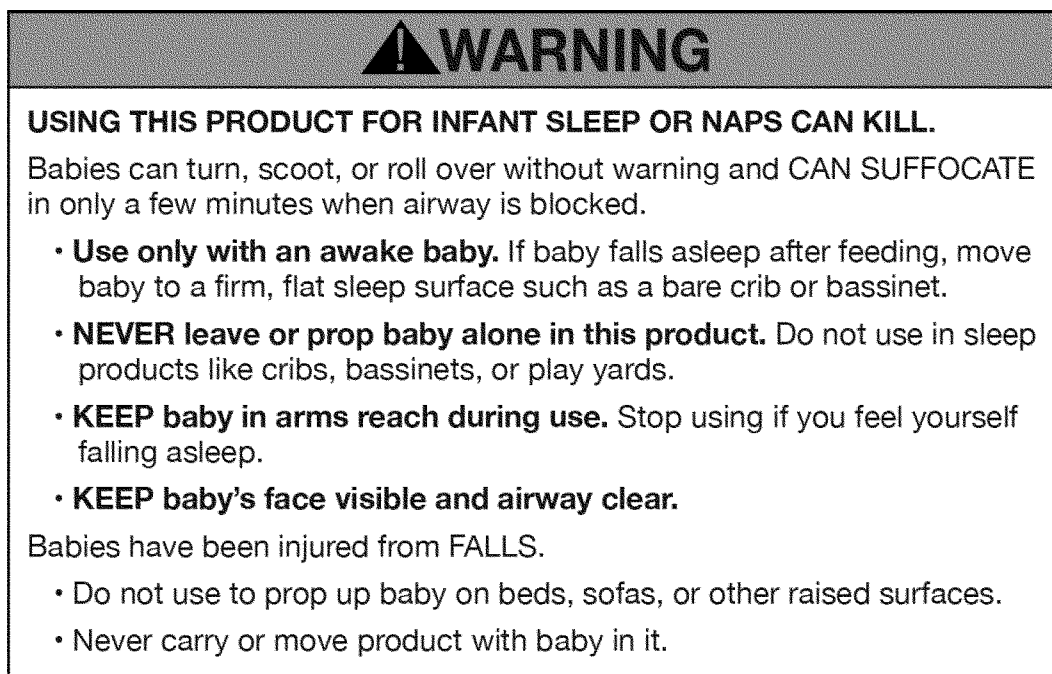 WARNING
USING THIS PRODUCT FOR INFANT SLEEP OR NAPS CAN KILL.
Babies can turn, scoot, or roll over without warning and CAN SUFFOCATE
in only a few minutes when airway is blocked.
• Use only with an awake baby. If baby falls asleep after feeding, move
baby to a firm, flat sleep surface such as a bare crib or bassinet.
• NEVER leave or prop baby alone in this product. Do not use in sleep
products like cribs, bassinets, or play yards.
• KEEP baby in arms reach during use. Stop using if you feel yourself
falling asleep.
• KEEP baby's face visible and airway clear.
Babies have been injured from FALLS.
• Do not use to prop up baby on beds, sofas, or other raised surfaces.
• Never carry or move product with baby in it.